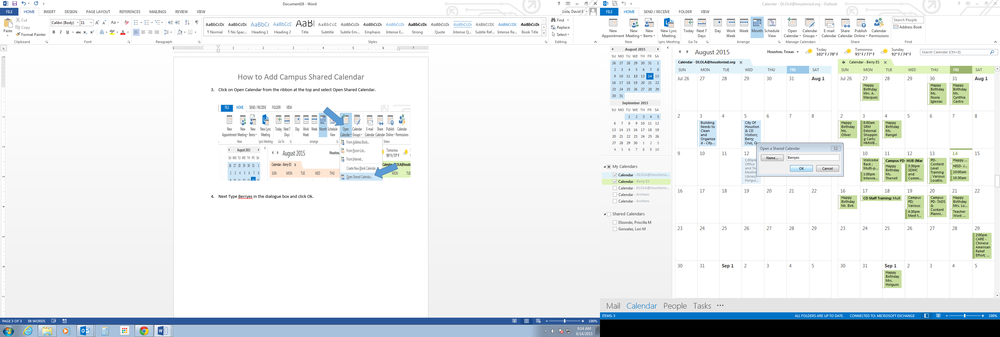 Document18 - Word
FILE HOME INSERT DESIGN PAGE LAYOUT REFERENCES MAILINGS REVIEW VIEW
Lola, David E
Cut
Copy
Paste
Format Painter
Calibri (Body) 11
AaBbCcDc AaBbCcDc AaBbC( AaBbCcC AaBl AaBbCcD AaBbCcDc AaBbCcDc AaBbCcDc AaBbCcDc AaBbCcDc AaBbCcDc AaBbCcDC AaBbCcDC AaBbCcDc
¶ Normal ¶ No Spac... Heading 1 Heading 2 Title Subtitle Subtle Em... Emphasis Intense E... Strong Quote Intense Q... Subtle Ref... Intense Re... Book Title
Find
Replace
Select
Clipboard Font Paragraph Styles Editing
How to Add Campus Shared Calendar
3. Click on Open Calendar from the ribbon at the top and select Open Shared Calendar.
FILE HOME SEND / RECEIVE FOLDER VIEW
New Appointment New Meeting New Items New Lync Meeting Today Next 7 Days Day Work Week Week Month Schedule View Open Calendar Calendar Groups E-mail Calendar Share Calendar Publish Online Calendar Permissions
New Lync Meeting Go To Arrange Share
From Address Book...
From Room List...
From Internet...
Create New Blank Calendar...
Open Shared Calendar...
August 2015
SU MO TU WE TH FR SA
26 27 28 29 30 31 1
2 3 4 5 6 7 8
9 10 11 12 13 14 15
August 2015
Houston,
Tomorrow
95°F/77°F
Calendar - Berry ES
SUN MON TUE WED THU
MON TUE
4. Next Type Berryes in the dialogue box and click Ok.
PAGE 3 OF 3 59 WORDS
100%
9:14 AM
8/14/2015
Calendar - DLOLA@houstonisd.org - Outlook
FILE HOME SEND / RECEIVE FOLDER VIEW
New Appointment New Meeting New Items New Lync Meeting Today Next 7 Days Day Work Week Week Month Schedule View Open Calendar Calendar Groups E-mail Calendar Share Calendar Publish Online Calendar Permissions
Search People
Address Book
New Lync Meeting Go To Arrange Manage Calendars Share Find
August 2015
SU MO TU WE TH FR SA
26 27 28 29 30 31 1
2 3 4 5 6 7 8
9 10 11 12 13 14 15
16 17 18 19 20 21 22
23 24 25 26 27 28 29
30 31
September 2015
1 2 3 4 5
6 7 8 9 10 11 12
13 14 15 16 17 18 19
20 21 22 23 24 25 26
27 28 29 30 1 2 3
4 5 6 7 8 9 10
My Calendars
Calendar - DLOLA@houstonis...
Calendar - Berry ES
Calendar - DLOLA@houstonis...
Calendar - Archives
Calendar - Archives
Shared Calendars
Elizondo, Priscilla M
Gonzalez, Lori M
August 2015
Houston, Texas
Today
102°F/78°F
Tomorrow
95°F/77°F
Sunday
92°F/74°F
Search Calendar (Ctrl+E)
Calendar - DLOLA@houstonisd.org
SUN MON TUE WED THU FRI SAT
Jul 26 27 28 29 30 31 Aug 1
2 3 4 5 6 7 8
Building Needs to Clean and Organize d - City...
City Of Houston & CD Visitors; Berry; Cruz, O
9 10 11 12
1:00pm
Office
and TA
Meetin
Library;
Holgui...
16 17 18 19 20 21 22
23 24 25 26 27 28 29
30 31 Sep 1 2 3 4 5
Calendar - Berry ES
SUN MON TUE WED THU FRI SAT
Jul 26 27 28 29 30 31 Aug 1
Happy Birthday Mrs. A. Marquez
Happy Birthday Ms. Nuvia Iglesias
Happy Birthday Ms. Cynthia Castro
2 3 4 5 6 7 8
Happy Birthday Ms. Oliver
8:00am SRM External Shoppin g Carts; HMWB...
Happy Birthday Ms. Rangel
10 11 12 13 14 15
Welcome Back ; Multi-p...
1:00pm Intervie...
Campus PD- HUB (Mar
Happy Birthday Ms. Therrell
3:30pm SDMC and Commi...
PD- Content Level Training ; Various Locatio.
Happy ...
HISD- J...
10:00am
10:30am
16 17 18 19 20 21 22
Happy Birthday Mr. Birk
CD Staff Training; Mult
Campus PD; Various
4:30pm Meet t...
Campus PD- TADS & Content Planni..
Happy Birthday Mrs. Lo...
Teacher Work ...
23 24 25 26 27 28 29
2:00pm CARE - Chinese American Relief Effort; ...
30 31 Sep 1 2 3 4 5
Happy Birthday Mrs. Holguin
Open a Shared Calendar
Name... Berryes
OK Cancel
Mail Calendar People Tasks ...
ITEMS: 3
ALL FOLDERS ARE UP TO DATE. CONNECTED TO: MICROSOFT EXCHANGE 100%